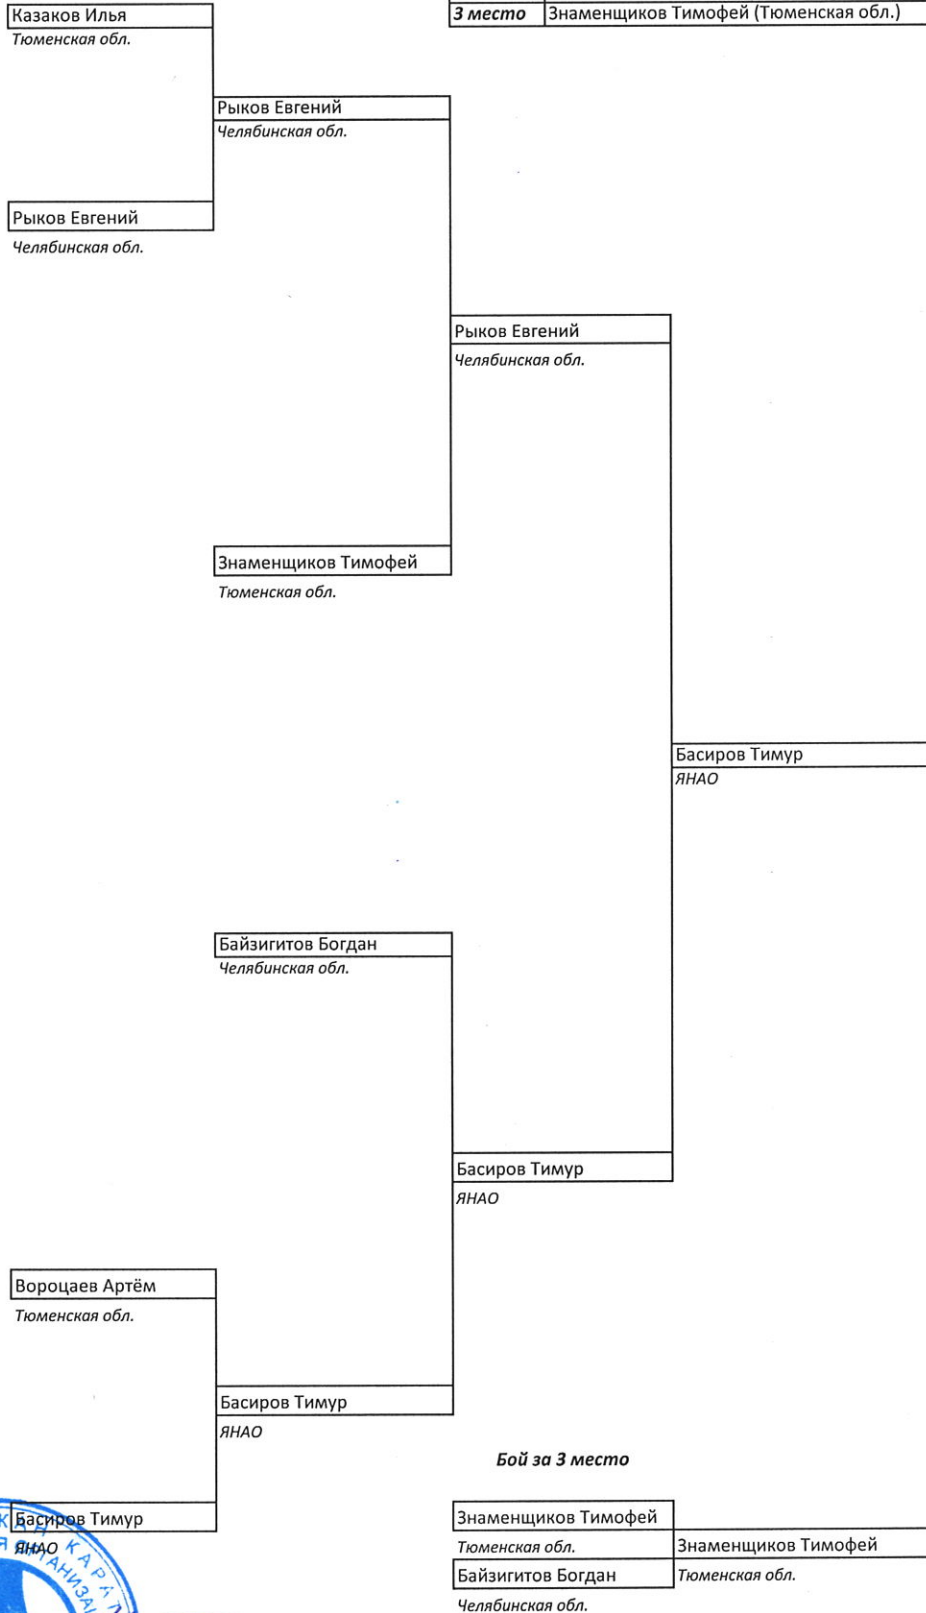 Казаков Илья
Тюменская обл.
3 место Знаменщиков Тимофей (Тюменская обл.)
Рыков Евгений
Челябинская обл.
Рыков Евгений
Челябинская обл.
Рыков Евгений
Челябинская обл.
Знаменщиков Тимофей
Тюменская обл.
Басиров Тимур
ЯНАО
Байзигитов Богдан
Челябинская обл.
Басиров Тимур
ЯНАО
Вороцаев Артём
Тюменская обл.
Басиров Тимур
ЯНАО
Басиров Тимур
ЯНАО
Бой за 3 место
Знаменщиков Тимофей
Тюменская обл.
Байзигитов Богдан
Челябинская обл.
Знаменщиков Тимофей
Тюменская обл.